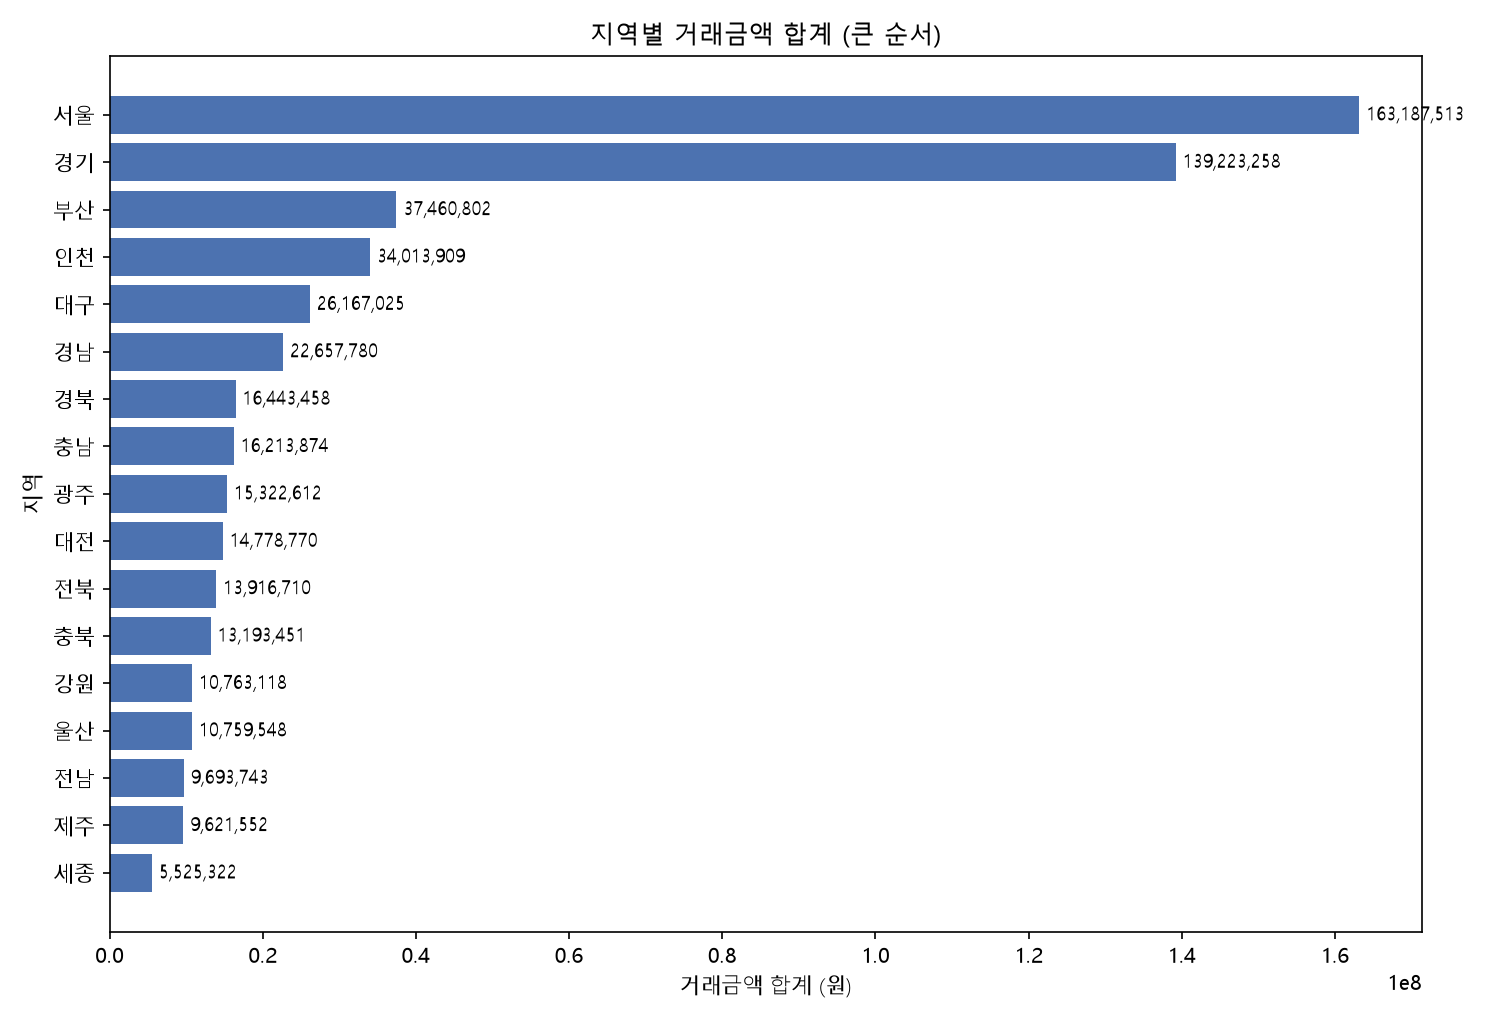 지역별 거래금액 합계 (큰 순서)
서울 163,187,513
경기 139,223,258
부산 37,460,802
인천 34,013,909
대구 26,167,025
경남 22,657,780
경북 16,443,458
충남 16,213,874
광주 15,322,612
대전 14,778,770
전북 13,916,710
충북 13,193,451
강원 10,763,118
울산 10,759,548
전남 9,693,743
제주 9,621,552
세종 5,525,322
지역
0.0 0.2 0.4 0.6 0.8 1.0 1.2 1.4 1.6
1e8
거래금액 합계 (원)